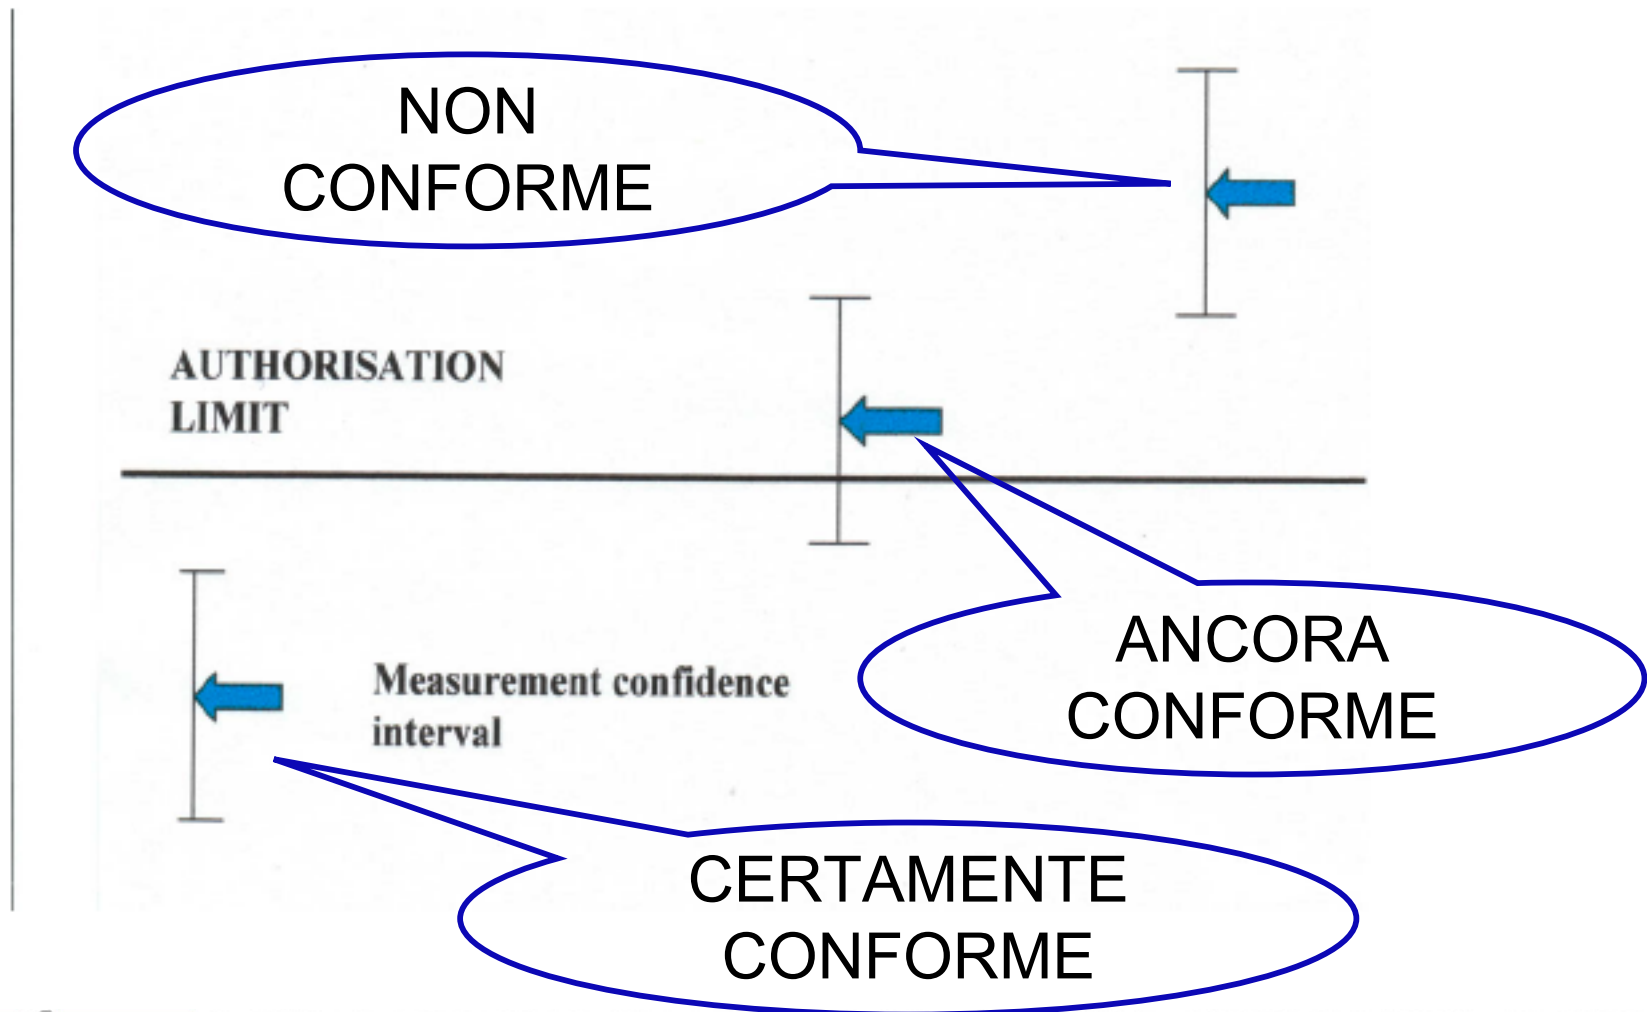 NON
CONFORME
AUTHORISATION
LIMIT
ANCORA
CONFORME
Measurement confidence
interval
CERTAMENTE
CONFORME